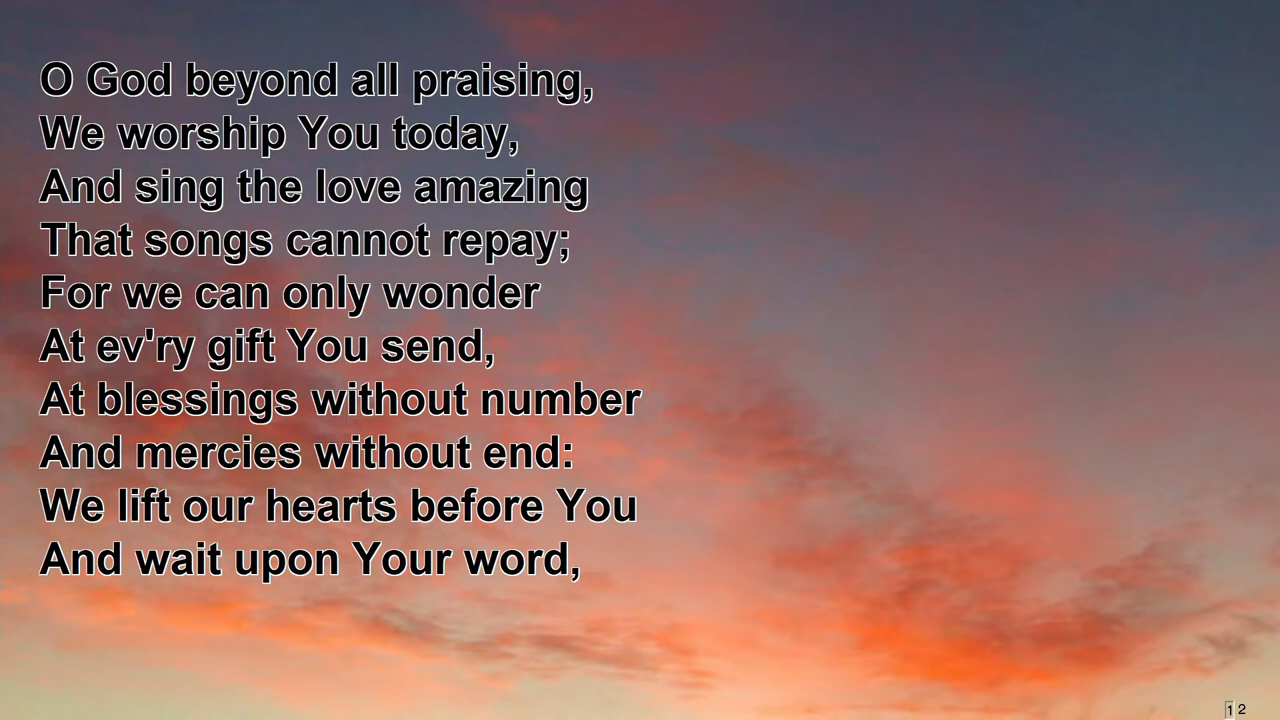 O God beyond all praising,
We worship You today,
And sing the love amazing
That songs cannot repay;
For we can only wonder
At ev'ry gift You send,
At blessings without number
And mercies without end:
We lift our hearts before You
And wait upon Your word,
1 2